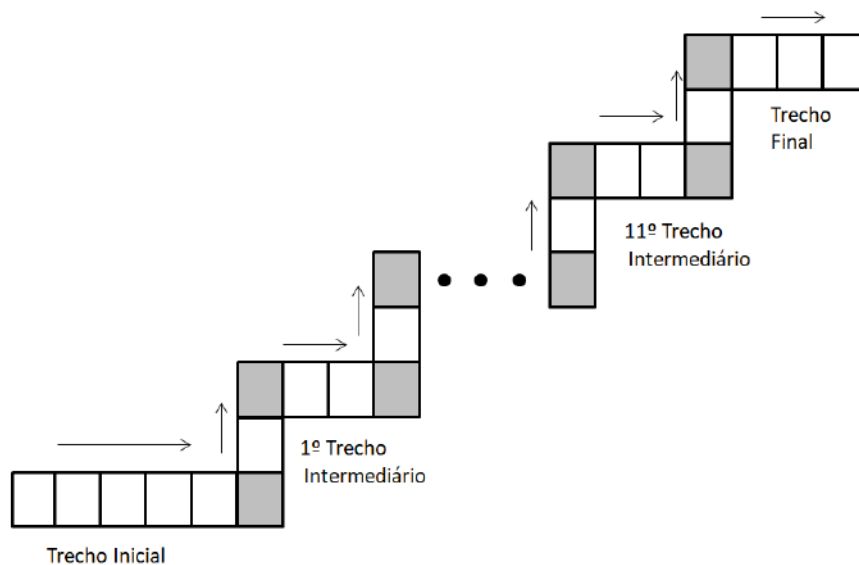 Trecho
Final
11º Trecho
Intermediário
1º Trecho
Intermediário
Trecho Inicial